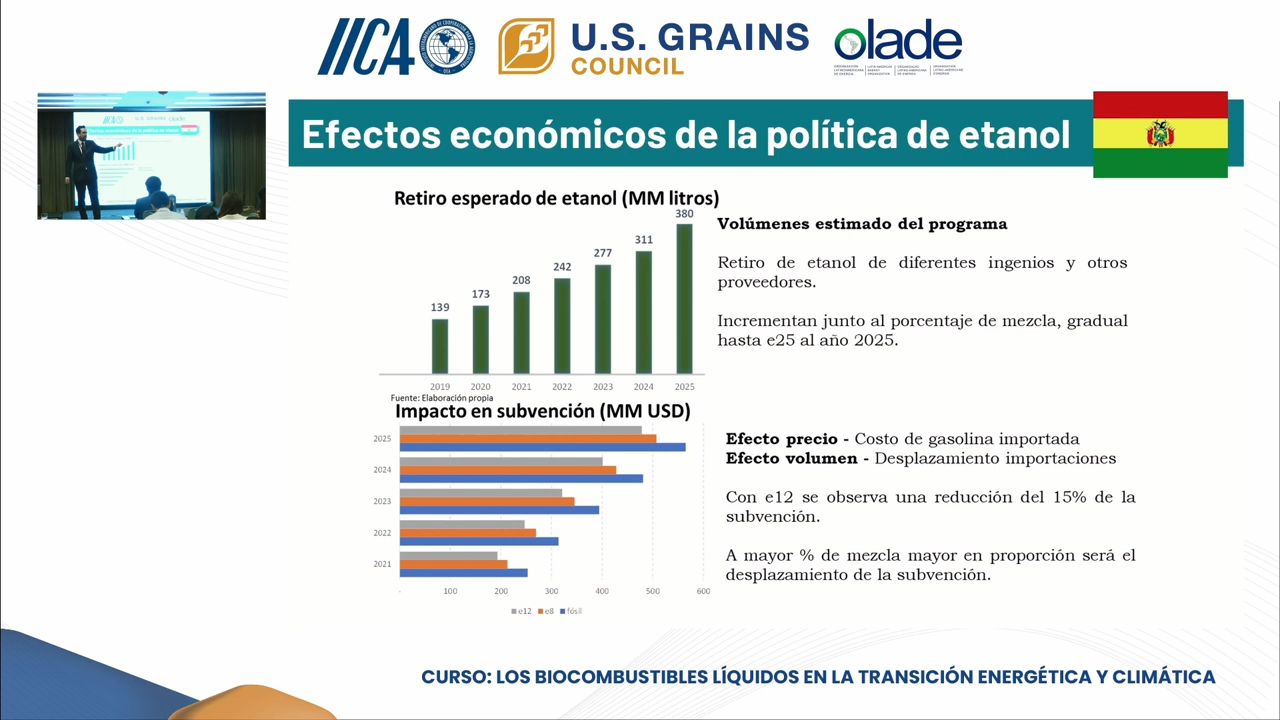 IICA
U.S. GRAINS
COUNCIL
olade
Efectos económicos de la política de etanol
Retiro esperado de etanol (MM litros)
139
173
208
242
277
311
380
2019
2020
2021
2022
2023
2024
2025
Fuente: Elaboración propia
Volúmenes estimado del programa
Retiro de etanol de diferentes ingenios y otros
proveedores.
Incrementan junto al porcentaje de mezcla, gradual
hasta e25 al año 2025.
Impacto en subvención (MM USD)
2025
2024
2023
2022
2021
-
100
200
300
400
500
600
e12
e8
fósil
Efecto precio - Costo de gasolina importada
Efecto volumen - Desplazamiento importaciones
Con e12 se observa una reducción del 15% de la
subvención.
A mayor % de mezcla mayor en proporción será el
desplazamiento de la subvención.
CURSO: LOS BIOCOMBUSTIBLES LÍQUIDOS EN LA TRANSICIÓN ENERGÉTICA Y CLIMÁTICA